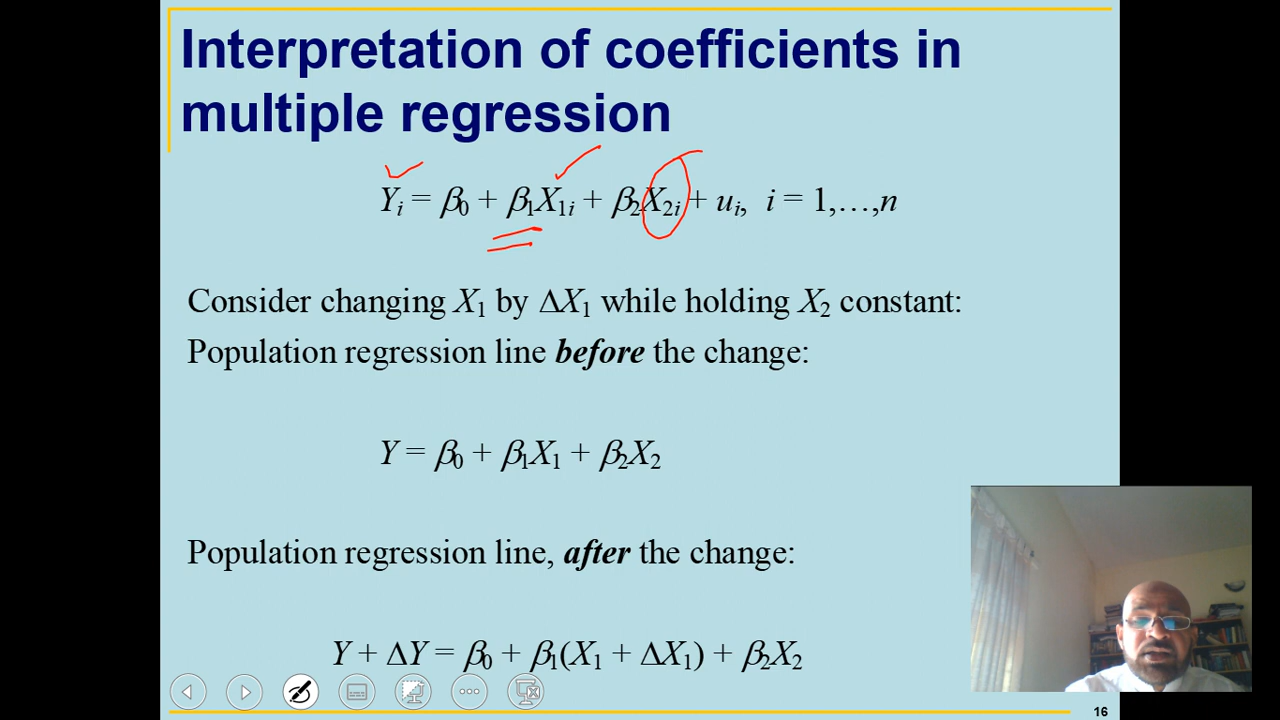 Interpretation of coefficients in
multiple regression
Yᵢ = β₀ + β₁X₁ᵢ + β₂X₂ᵢ + uᵢ, i = 1,…,n
Consider changing X₁ by ΔX₁ while holding X₂ constant:
Population regression line before the change:
Y = β₀ + β₁X₁ + β₂X₂
Population regression line, after the change:
Y + ΔY = β₀ + β₁(X₁ + ΔX₁) + β₂X₂
16